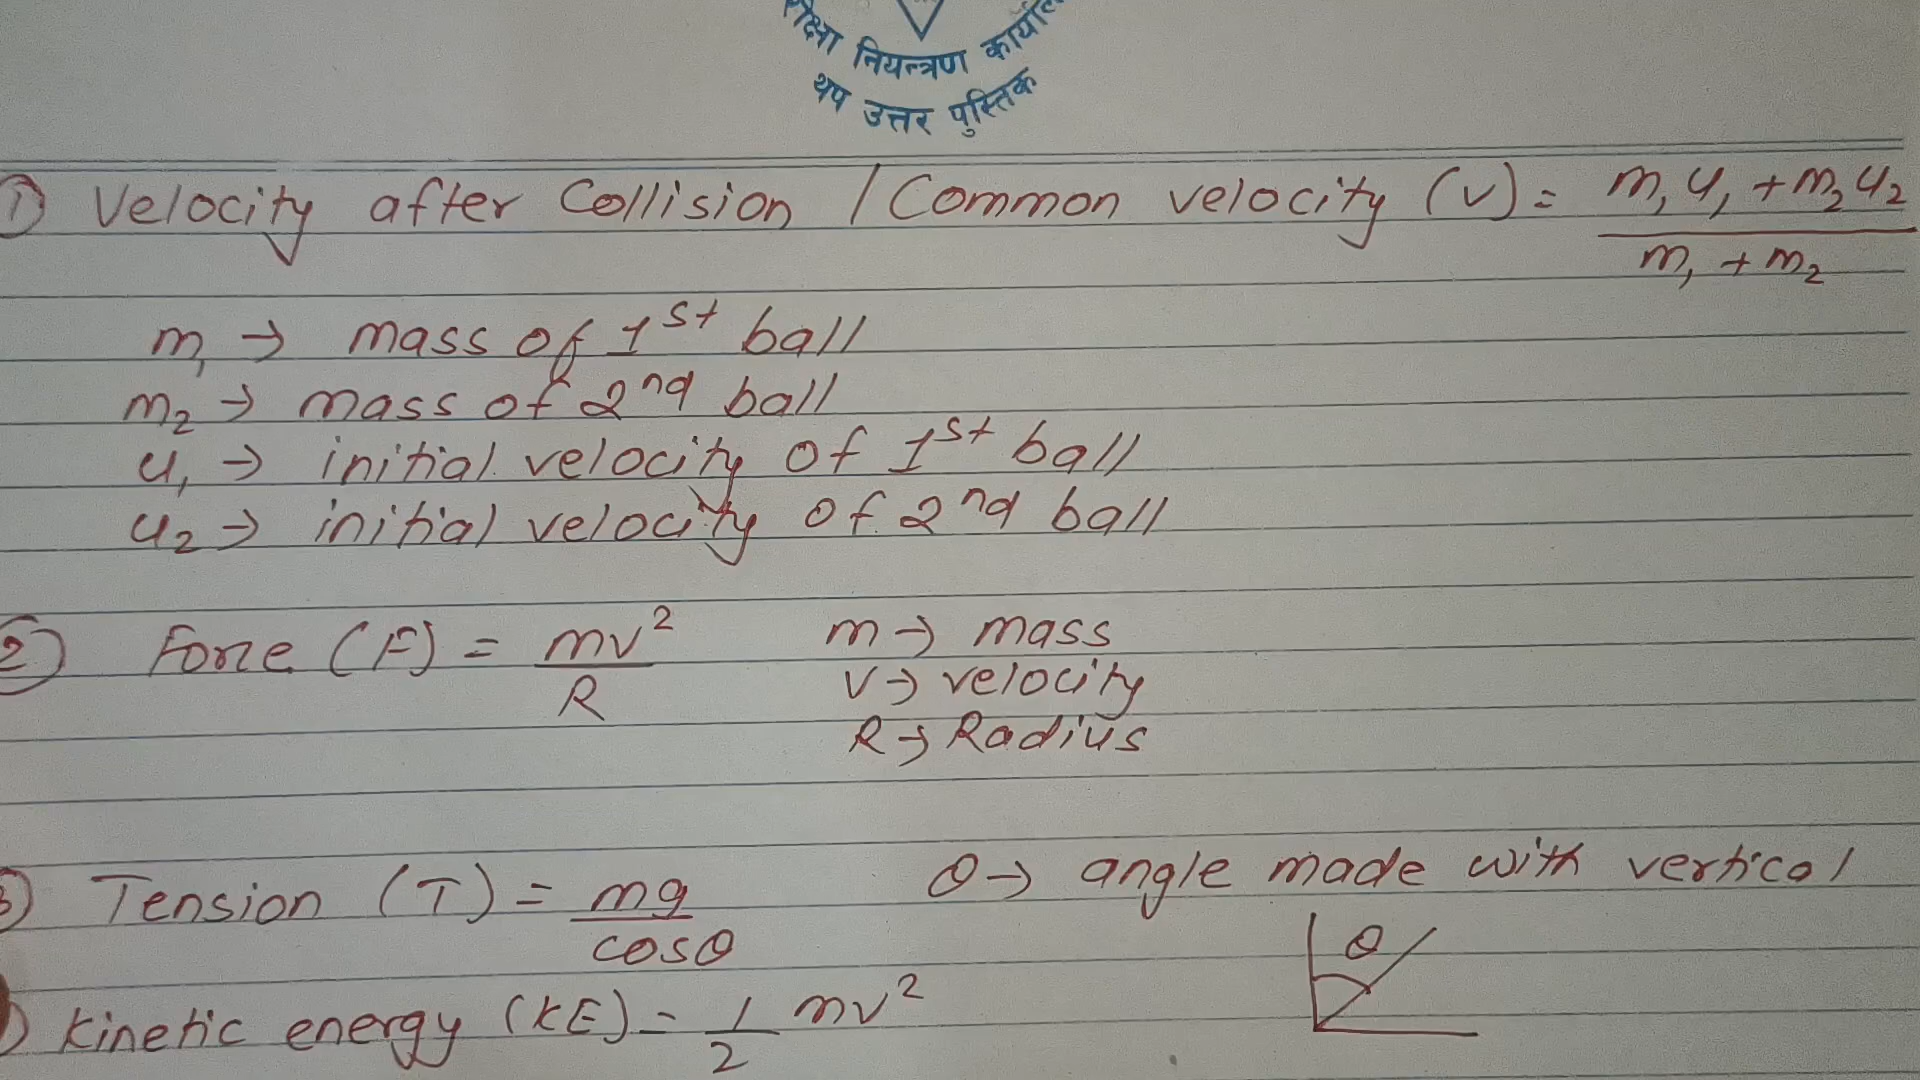 परीक्षा नियन्त्रण कार्यालय
थप उत्तर पुस्तिका
① Velocity after Collision / Common velocity (v) = m₁u₁ + m₂u₂ / m₁ + m₂
m₁ → mass of 1st ball
m₂ → mass of 2nd ball
u₁ → initial velocity of 1st ball
u₂ → initial velocity of 2nd ball
② Force (F) = mv² / R
m → mass
v → velocity
R → Radius
③ Tension (T) = mg / cosθ
θ → angle made with vertical
θ
Kinetic energy (KE) = 1/2 mv²